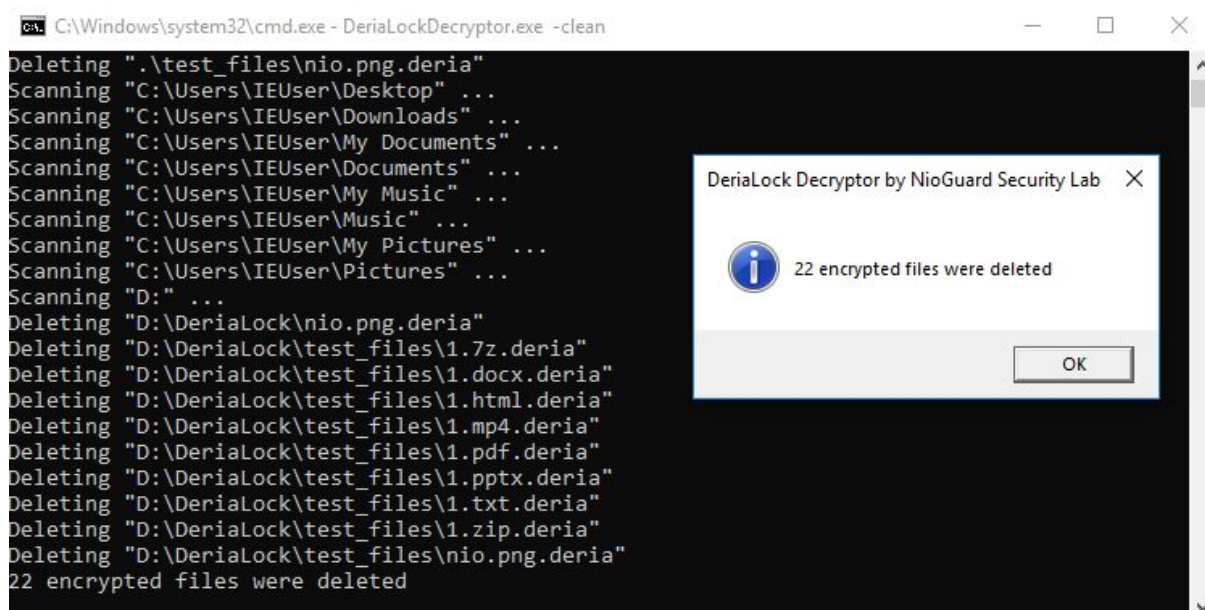 C:\Windows\system32\cmd.exe - DeriaLockDecryptor.exe -clean
Deleting ".\test_files\nio.png.deria"
Scanning "C:\Users\IEUser\Desktop" ...
Scanning "C:\Users\IEUser\Downloads" ...
Scanning "C:\Users\IEUser\My Documents" ...
Scanning "C:\Users\IEUser\Documents" ...
Scanning "C:\Users\IEUser\My Music" ...
Scanning "C:\Users\IEUser\Music" ...
Scanning "C:\Users\IEUser\My Pictures" ...
Scanning "C:\Users\IEUser\Pictures" ...
Scanning "D:" ...
Deleting "D:\DeriaLock\nio.png.deria"
Deleting "D:\DeriaLock\test_files\1.7z.deria"
Deleting "D:\DeriaLock\test_files\1.docx.deria"
Deleting "D:\DeriaLock\test_files\1.html.deria"
Deleting "D:\DeriaLock\test_files\1.mp4.deria"
Deleting "D:\DeriaLock\test_files\1.pdf.deria"
Deleting "D:\DeriaLock\test_files\1.pptx.deria"
Deleting "D:\DeriaLock\test_files\1.txt.deria"
Deleting "D:\DeriaLock\test_files\1.zip.deria"
Deleting "D:\DeriaLock\test_files\nio.png.deria"
22 encrypted files were deleted
DeriaLock Decryptor by NioGuard Security Lab
22 encrypted files were deleted
OK